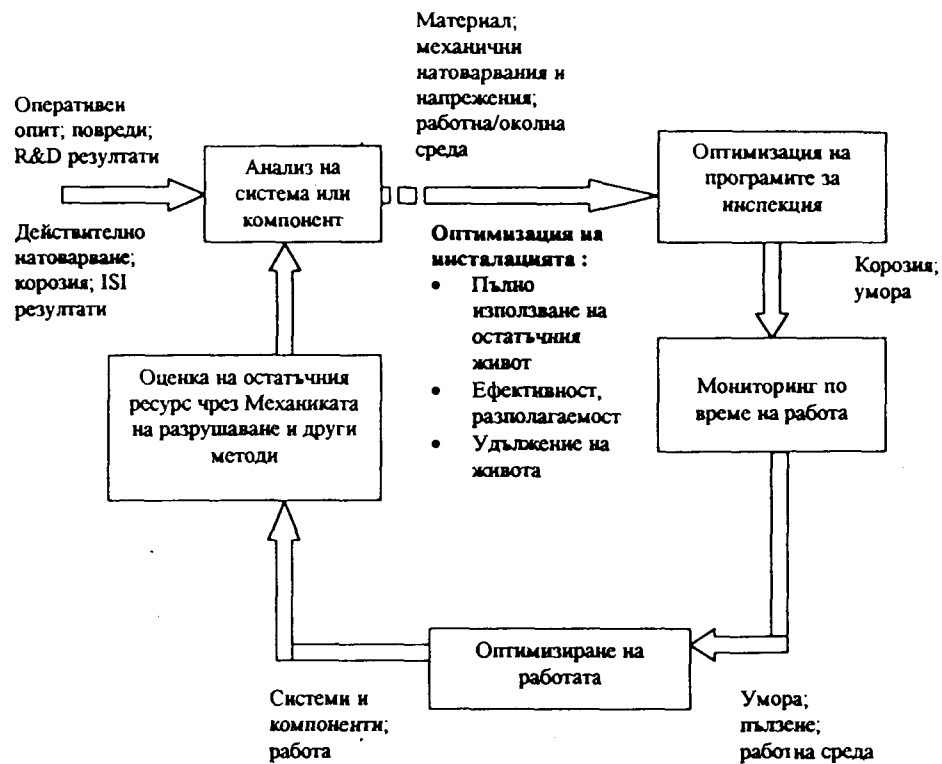 Материал;
механични
натоварвания и
напрежения;
работна/околна
среда
Оперативен
опит; повреди;
R&D резултати
Анализ на
система или
компонент
Оптимизация на
програмите за
инспекция
Действително
натоварване;
корозия; ISI
резултати
Оптимизация на
инсталацията :
• Пълно
използване на
остатъчния
живот
• Ефективност,
разполагаемост
• Удължение на
живота
Корозия;
умора
Оценка на остатъчния
ресурс чрез Механиката
на разрушаване и други
методи
Мониторинг по
време на работа
Оптимизиране на
работата
Системи и
компоненти;
работа
Умора;
пълзене;
работна среда